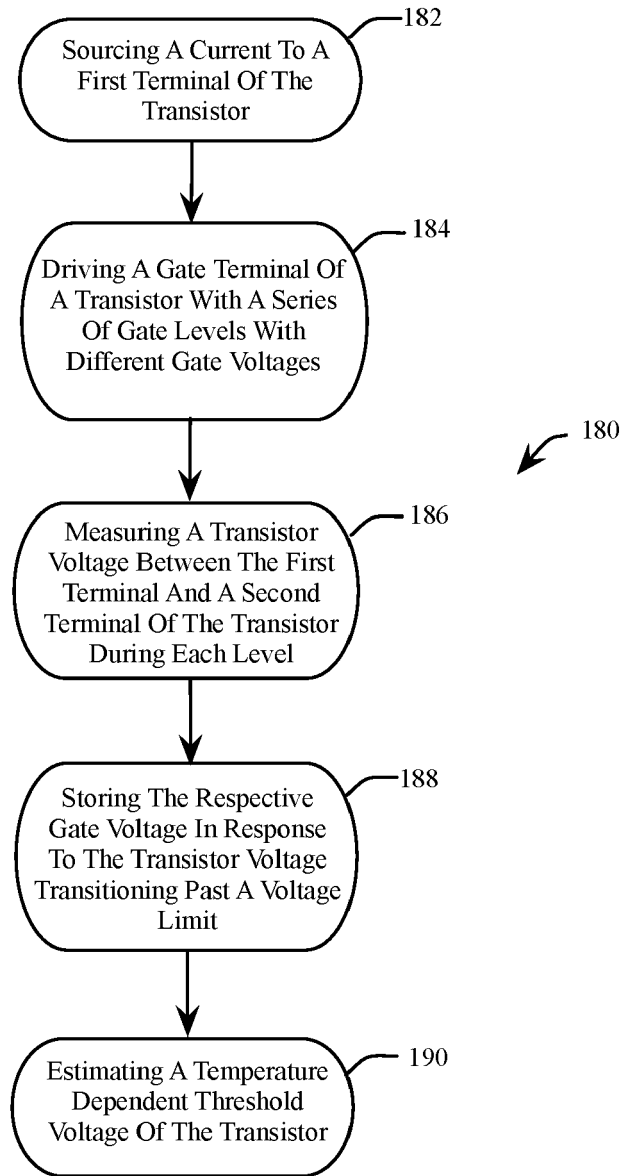 182
Sourcing A Current To A
First Terminal Of The
Transistor
184
Driving A Gate Terminal Of
A Transistor With A Series
Of Gate Levels With
Different Gate Voltages
180
186
Measuring A Transistor
Voltage Between The First
Terminal And A Second
Terminal Of The Transistor
During Each Level
188
Storing The Respective
Gate Voltage In Response
To The Transistor Voltage
Transitioning Past A Voltage
Limit
190
Estimating A Temperature
Dependent Threshold
Voltage Of The Transistor